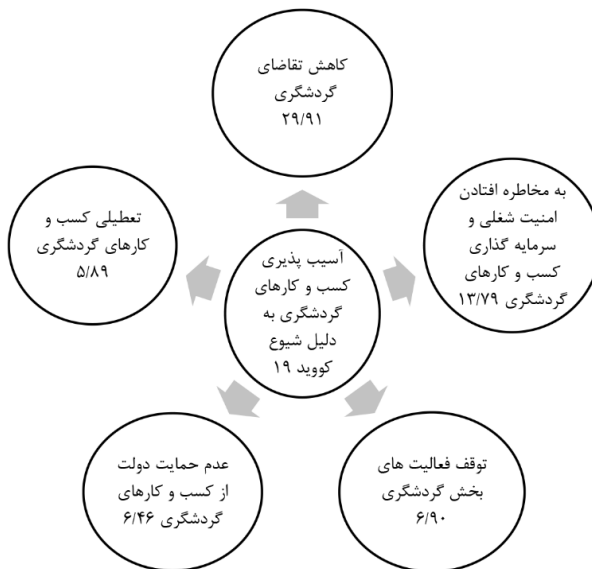 کاهش تقاضای
گردشگری
۲۹/۹۱
به مخاطره افتادن
امنیت شغلی و
سرمایه گذاری
کسب و کارهای
گردشگری ۱۳/۷۹
تعطیلی کسب و
کارهای گردشگری
۵/۸۹
آسیب پذیری
کسب و کارهای
گردشگری به
دلیل شیوع
کووید ۱۹
توقف فعالیت های
بخش گردشگری
۶/۹۰
عدم حمایت دولت
از کسب و کارهای
گردشگری ۶/۴۶